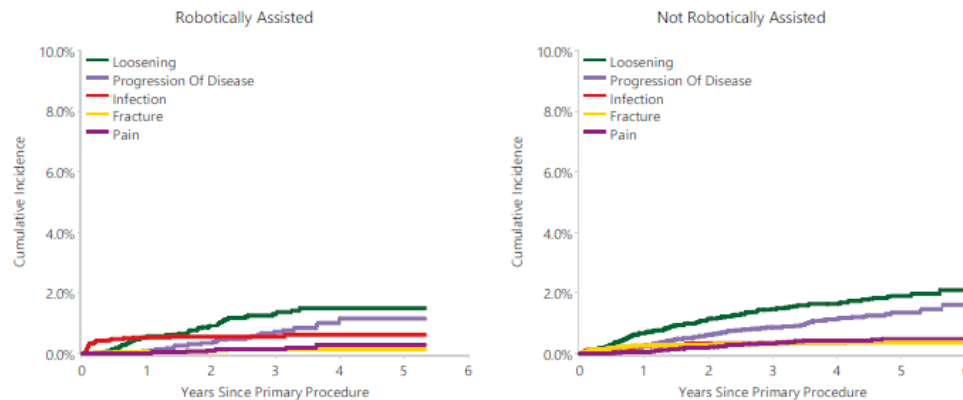 Robotically Assisted
10.0%
8.0%
6.0%
4.0%
2.0%
0.0%
Cumulative Incidence
Loosening
Progression Of Disease
Infection
Fracture
Pain
0 1 2 3 4 5 6
Years Since Primary Procedure
Not Robotically Assisted
10.0%
8.0%
6.0%
4.0%
2.0%
0.0%
Cumulative Incidence
Loosening
Progression Of Disease
Infection
Fracture
Pain
0 1 2 3 4 5 6
Years Since Primary Procedure